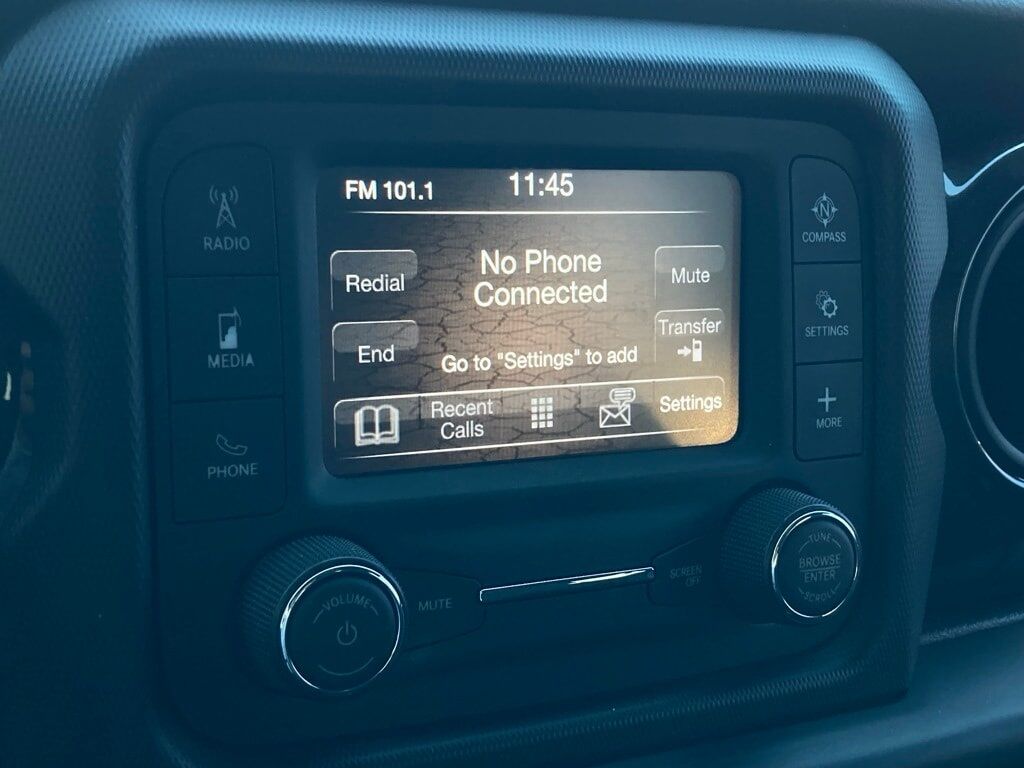 FM 101.1
11:45
RADIO
MEDIA
PHONE
Redial
End
No Phone
Connected
Go to "Settings" to add
Mute
Transfer
Recent
Calls
Settings
N
COMPASS
SETTINGS
MORE
VOLUME
MUTE
SCREEN
OFF
TUNE
BROWSE
ENTER
SCROLL